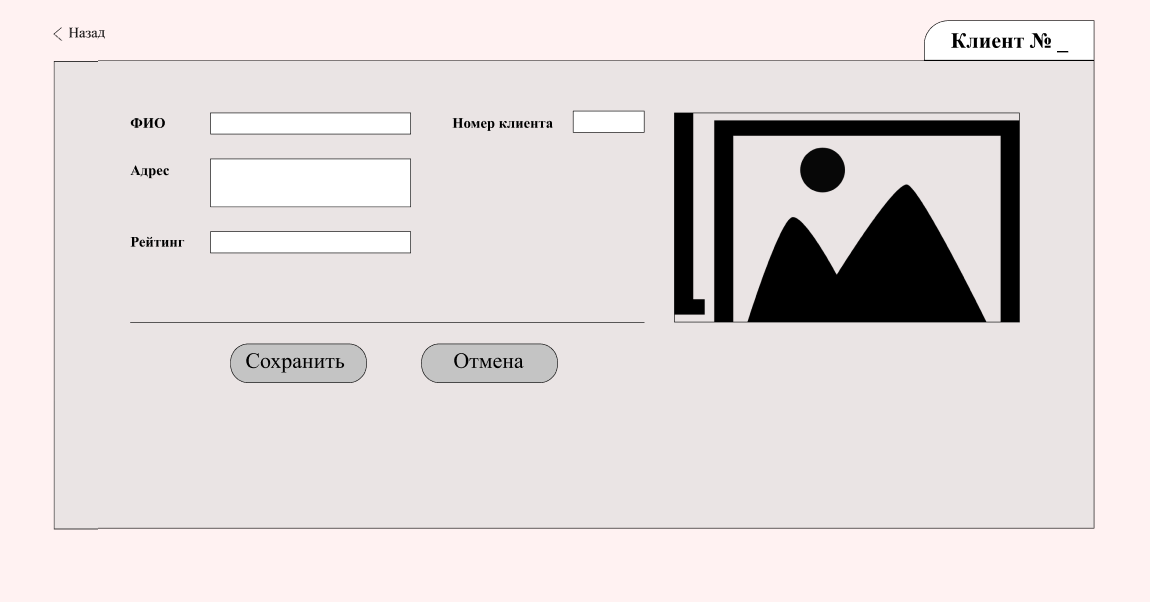 Назад
Клиент № _
ФИО
Номер клиента
Адрес
Рейтинг
Сохранить
Отмена